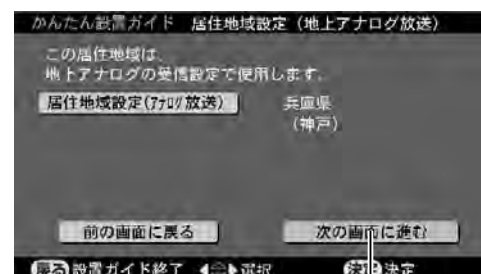 かんたん設置ガイド 居住地域設定（地上アナログ放送）
この居住地域は、
地上アナログの受信設定で使用します。
居住地域設定(ｱﾅﾛｸﾞ放送) 兵庫県
（神戸）
前の画面に戻る 次の画面に進む
戻る 設置ガイド終了 選択 決定 決定